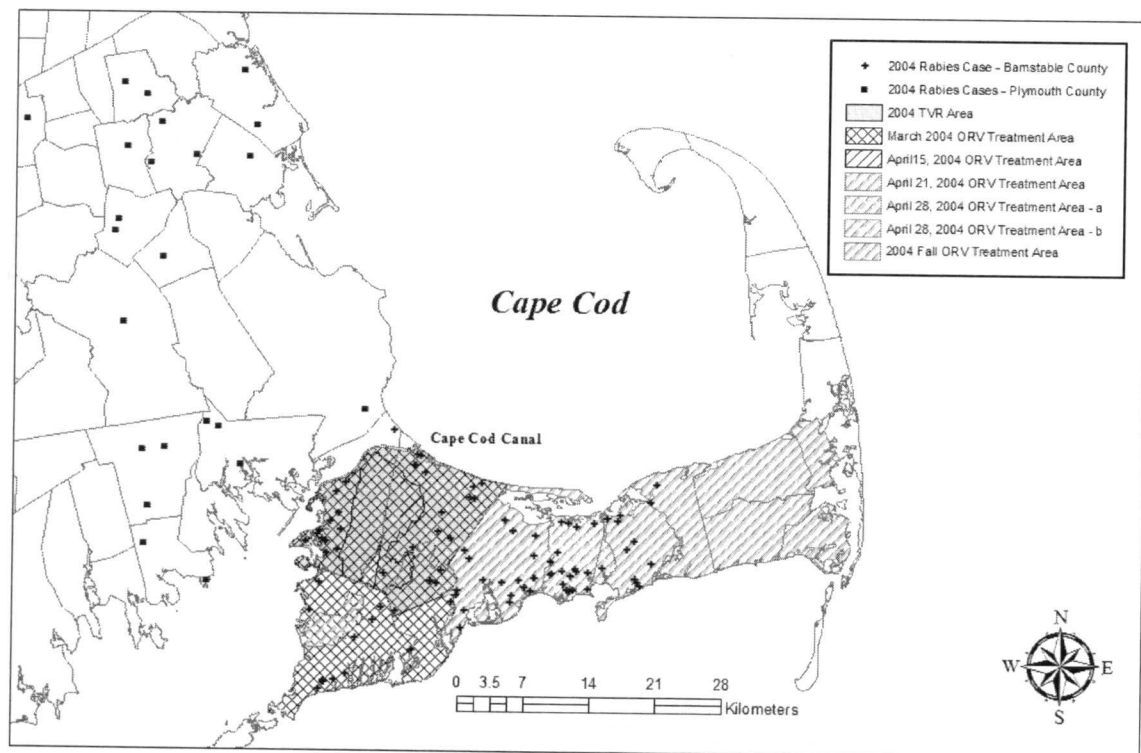 2004 Rabies Case - Barnstable County
2004 Rabies Cases - Plymouth County
2004 TVR Area
March 2004 ORV Treatment Area
April15, 2004 ORV Treatment Area
April 21, 2004 ORV Treatment Area
April 28, 2004 ORV Treatment Area - a
April 28, 2004 ORV Treatment Area - b
2004 Fall ORV Treatment Area
Cape Cod
Cape Cod Canal
N
W E
S
0 3.5 7 14 21 28
Kilometers